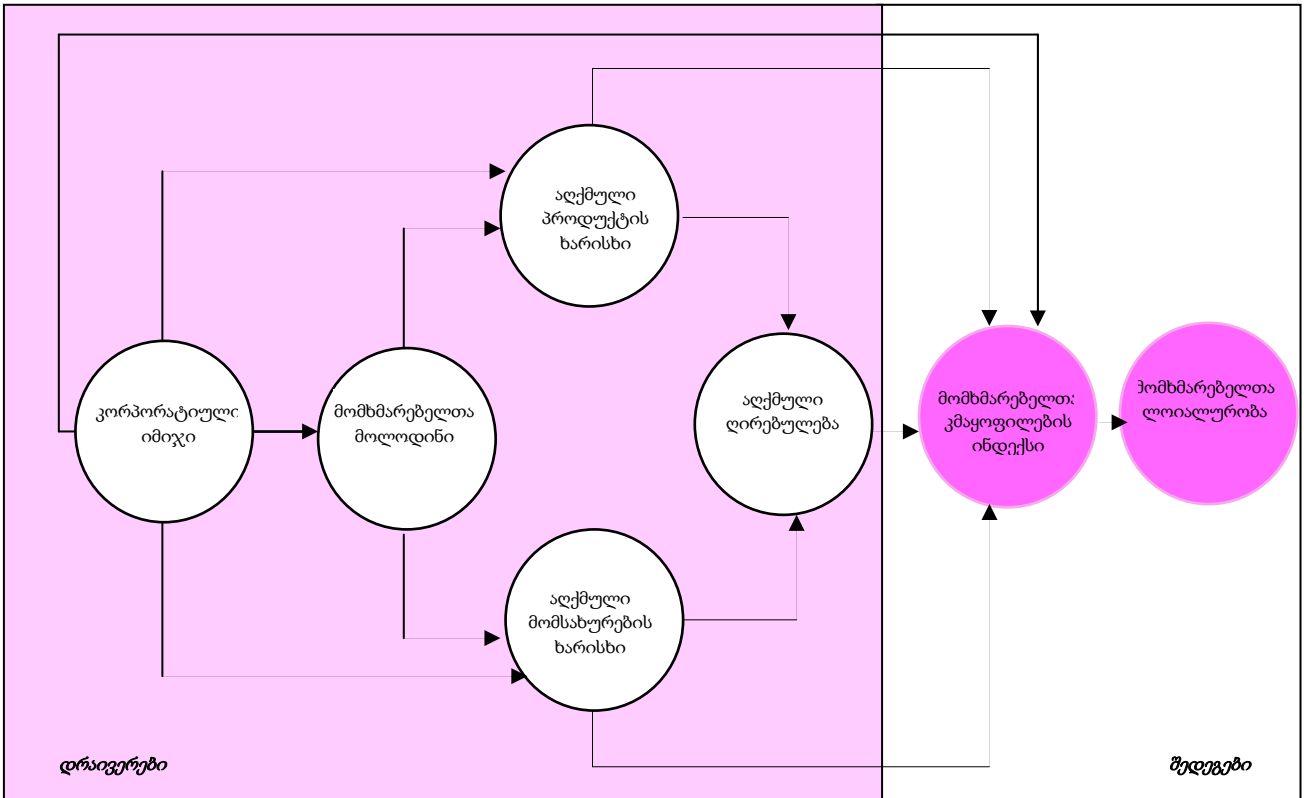 აღქმული
პროდუქტის
ხარისხი
კორპორატიული
იმიჯი
მომხმარებელთა
მოლოდინი
აღქმული
ღირებულება
მომხმარებელთა
კმაყოფილების
ინდექსი
მომხმარებელთა
ლოიალურობა
აღქმული
მომსახურების
ხარისხი
დრაივერები
შედეგები